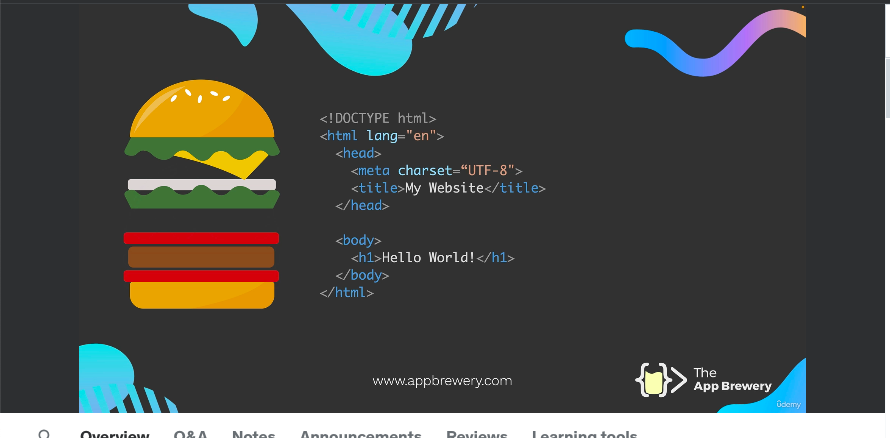 <!DOCTYPE html>
<html lang="en">
<head>
<meta charset=“UTF-8">
<title>My Website</title>
</head>
<body>
<h1>Hello World!</h1>
</body>
</html>
www.appbrewery.com
The
App Brewery
ûdemy
Overview Q&A Notes Announcements Reviews Learning tools